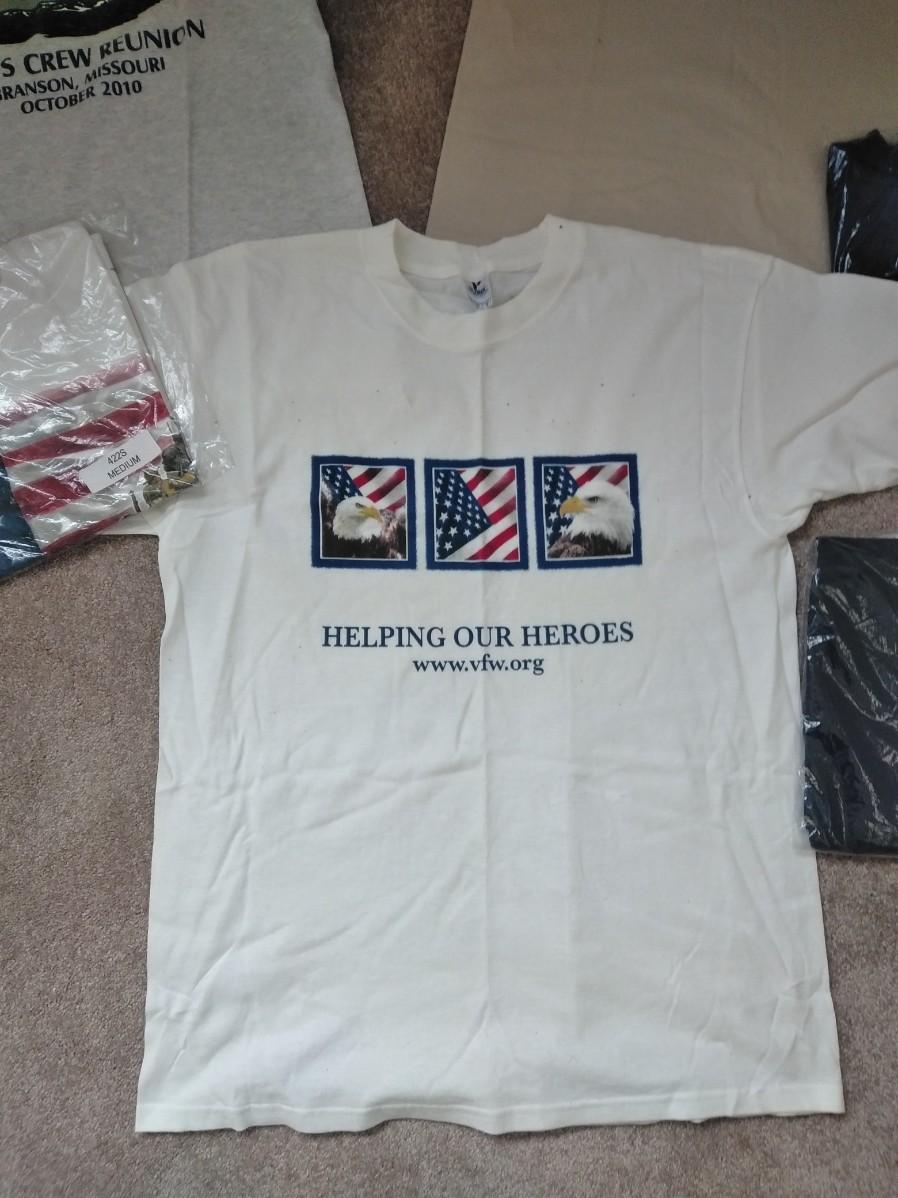 S CREW REUNION
BRANSON, MISSOURI
OCTOBER 2010
422S
MEDIUM
HELPING OUR HEROES
www.vfw.org